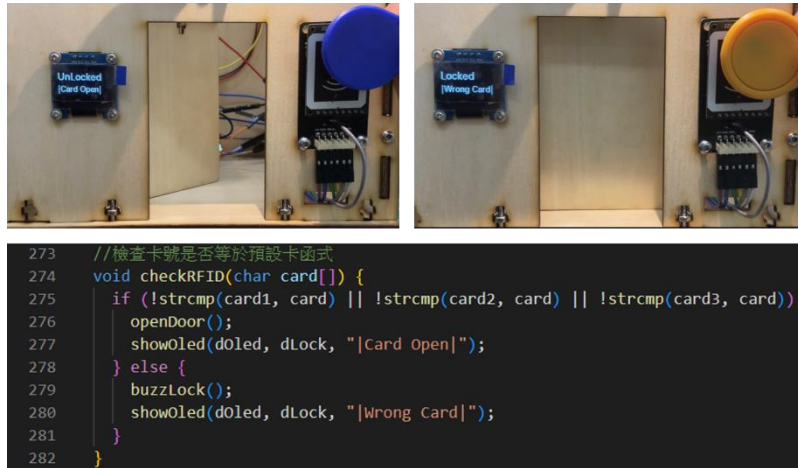 UnLocked
|Card Open|
Locked
|Wrong Card|
273 //檢查卡號是否等於預設卡函式
274 void checkRFID(char card[]) {
275 if (!strcmp(card1, card) || !strcmp(card2, card) || !strcmp(card3, card))
276 openDoor();
277 showOled(dOled, dLock, "|Card Open|");
278 } else {
279 buzzLock();
280 showOled(dOled, dLock, "|Wrong Card|");
281 }
282 }